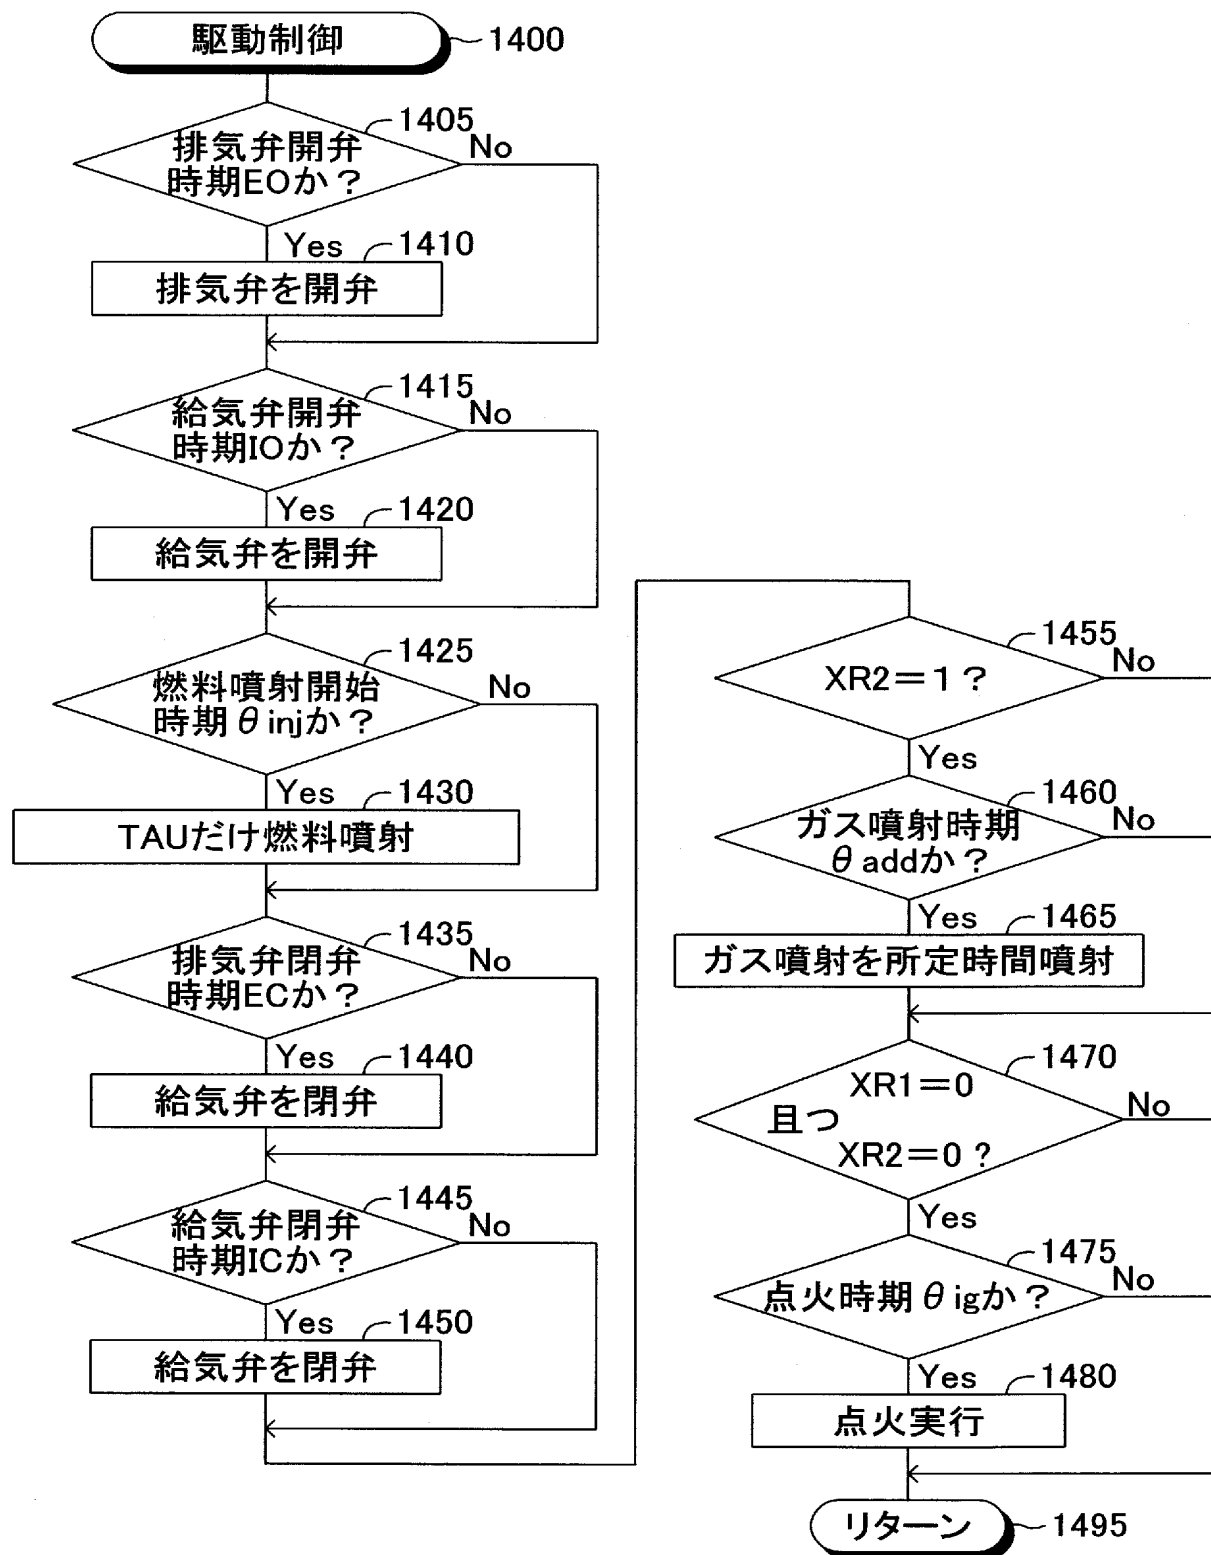 駆動制御
1400
1405
排気弁開弁
時期EOか？
No
Yes
1410
排気弁を開弁
1415
給気弁開弁
時期IOか？
No
Yes
1420
給気弁を開弁
1425
燃料噴射開始
時期θinjか？
No
Yes
1430
TAUだけ燃料噴射
1435
排気弁閉弁
時期ECか？
No
Yes
1440
給気弁を閉弁
1445
給気弁閉弁
時期ICか？
No
Yes
1450
給気弁を閉弁
1455
XR2＝1？
No
Yes
1460
ガス噴射時期
θaddか？
No
Yes
1465
ガス噴射を所定時間噴射
1470
XR1＝0
且つ
XR2＝0？
No
Yes
1475
点火時期θigか？
No
Yes
1480
点火実行
リターン
1495